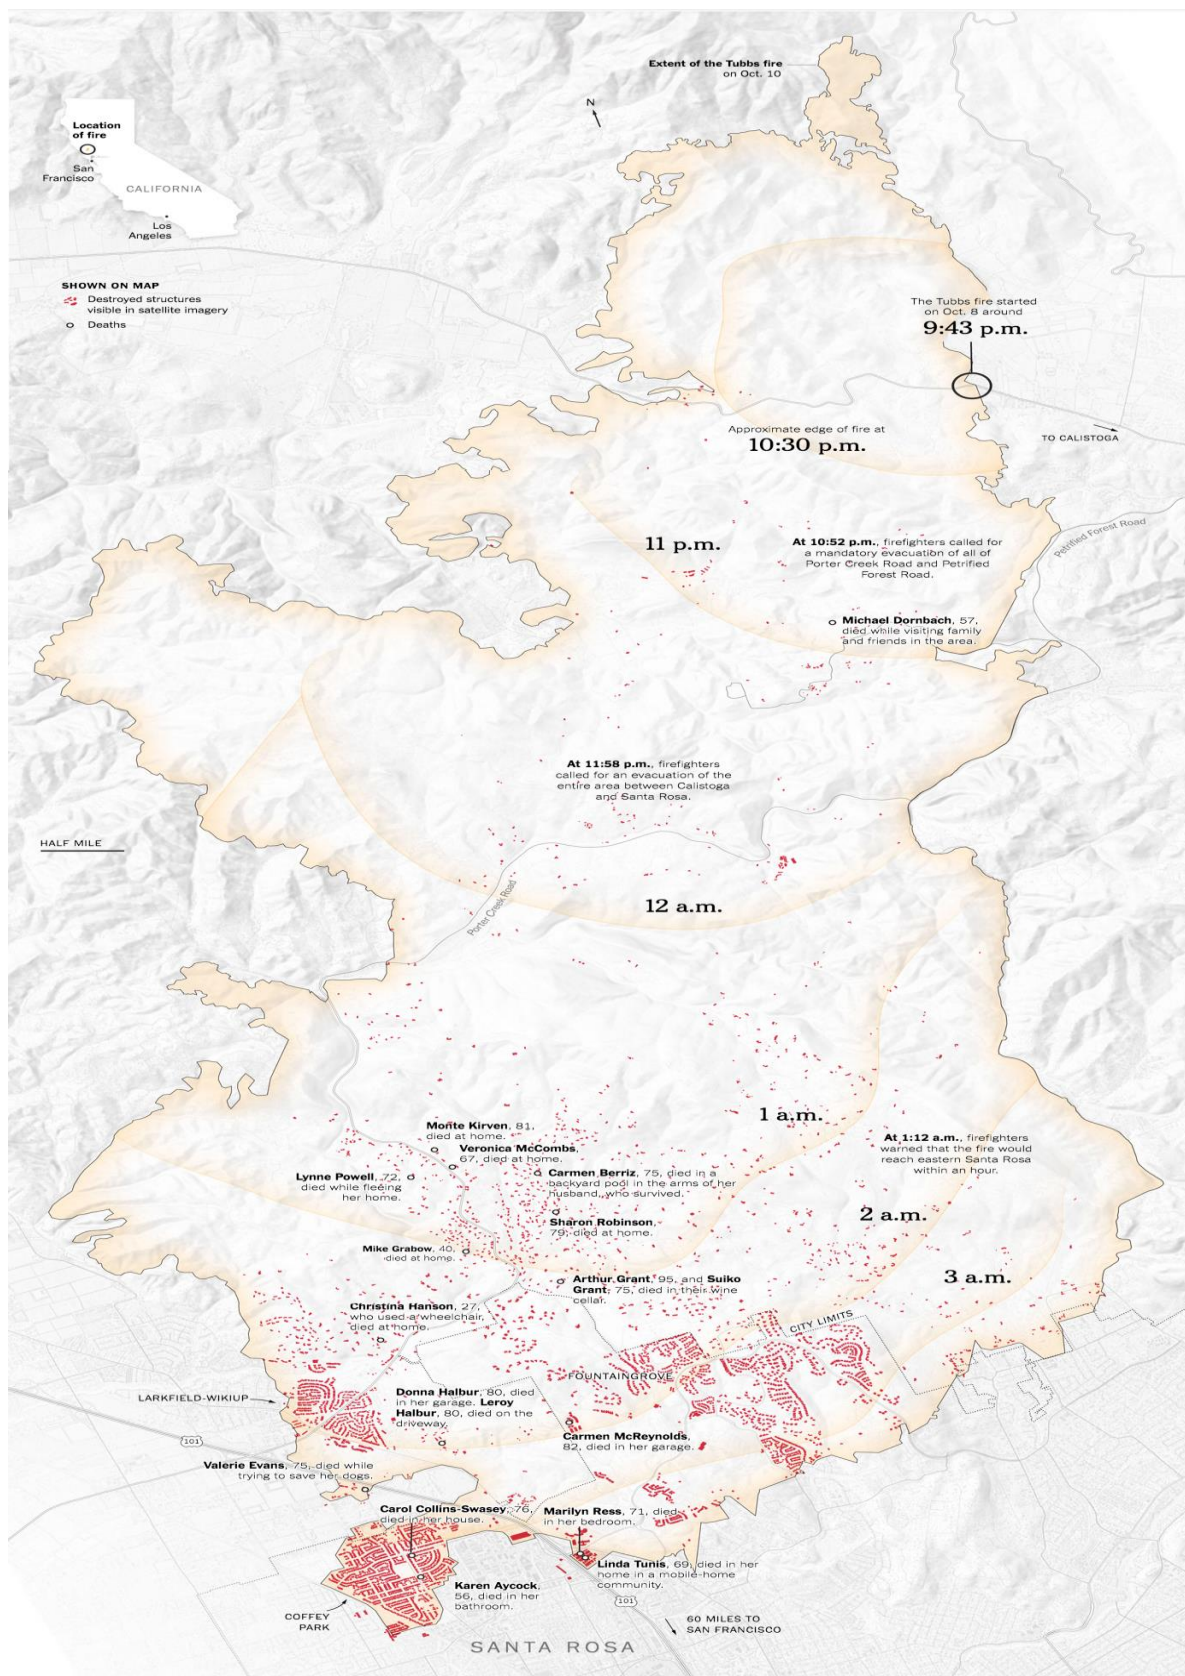 Extent of the Tubbs fire
on Oct. 10
N
Location
of fire
San
Francisco
CALIFORNIA
Los
Angeles
SHOWN ON MAP
Destroyed structures
visible in satellite imagery
Deaths
The Tubbs fire started
on Oct. 8 around
9:43 p.m.
Approximate edge of fire at
10:30 p.m.
TO CALISTOGA
Petrified Forest Road
11 p.m.
At 10:52 p.m., firefighters called for
a mandatory evacuation of all of
Porter Creek Road and Petrified
Forest Road.
Michael Dornbach, 57,
died while visiting family
and friends in the area.
At 11:58 p.m., firefighters
called for an evacuation of the
entire area between Calistoga
and Santa Rosa.
HALF MILE
Porter Creek Road
12 a.m.
1 a.m.
At 1:12 a.m., firefighters
warned that the fire would
reach eastern Santa Rosa
within an hour.
Monte Kirven, 81,
died at home.
Veronica McCombs,
67, died at home.
Lynne Powell, 72,
died while fleeing
her home.
Carmen Berriz, 75, died in a
backyard pool in the arms of her
husband, who survived.
Sharon Robinson,
79, died at home.
2 a.m.
Mike Grabow, 40,
died at home.
3 a.m.
Arthur Grant, 95, and Suiko
Grant, 75, died in their wine
cellar.
Christina Hanson, 27,
who used a wheelchair,
died at home.
CITY LIMITS
FOUNTAINGROVE
LARKFIELD-WIKIUP
Donna Halbur, 80, died
in her garage. Leroy
Halbur, 80, died on the
driveway.
Carmen McReynolds,
82, died in her garage.
101
Valerie Evans, 75, died while
trying to save her dogs.
Carol Collins-Swasey, 76,
died in her house.
Marilyn Ress, 71, died
in her bedroom.
Linda Tunis, 69, died in her
home in a mobile-home
community.
Karen Aycock,
56, died in her
bathroom.
101
COFFEY
PARK
60 MILES TO
SAN FRANCISCO
SANTA ROSA